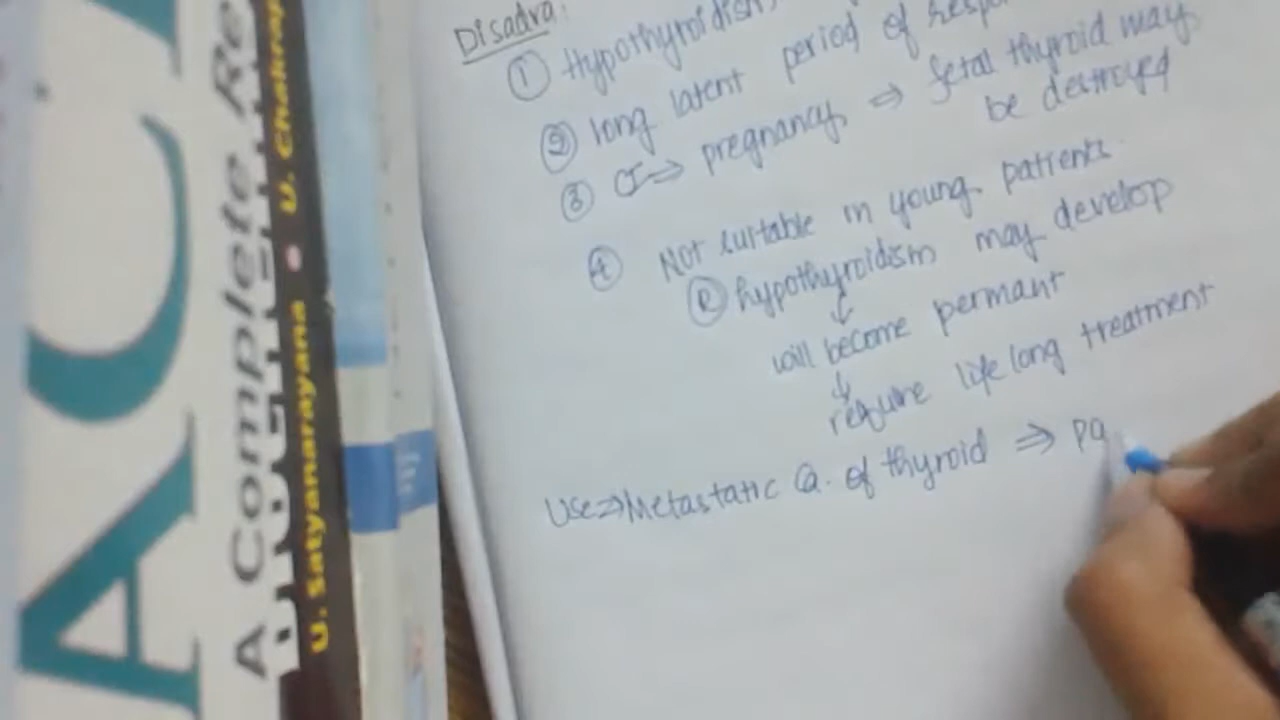 Disadva:
① Hypothyroidism,
② long latent period of respo
③ CI⇒ pregnancy ⇒ fetal thyroid may
be destroyed
④ Not suitable in young patients.
Ⓡ hypothyroidism may develop
↓
will become permant
↓
require life long treatment
Use⇒ Metastatic Ca. of thyroid ⇒ pa
A Complete Re
U. Satyanarayana • U. Chakrap